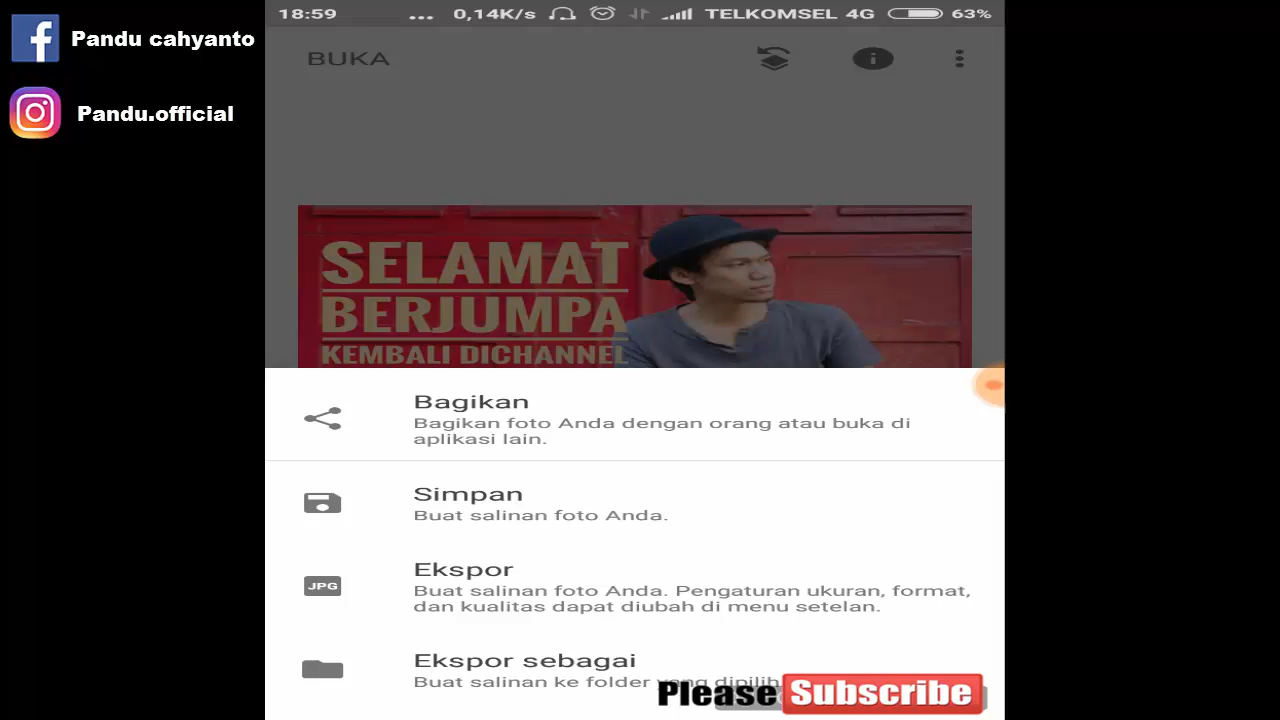 Pandu cahyanto
Pandu.official
18:59 ... 0,14K/s TELKOMSEL 4G 63%
BUKA
SELAMAT
BERJUMPA
KEMBALI DICHANNEL
Bagikan
Bagikan foto Anda dengan orang atau buka di
aplikasi lain.
Simpan
Buat salinan foto Anda.
JPG
Ekspor
Buat salinan foto Anda. Pengaturan ukuran, format,
dan kualitas dapat diubah di menu setelan.
Ekspor sebagai
Buat salinan ke folder yang dipilih
Please Subscribe